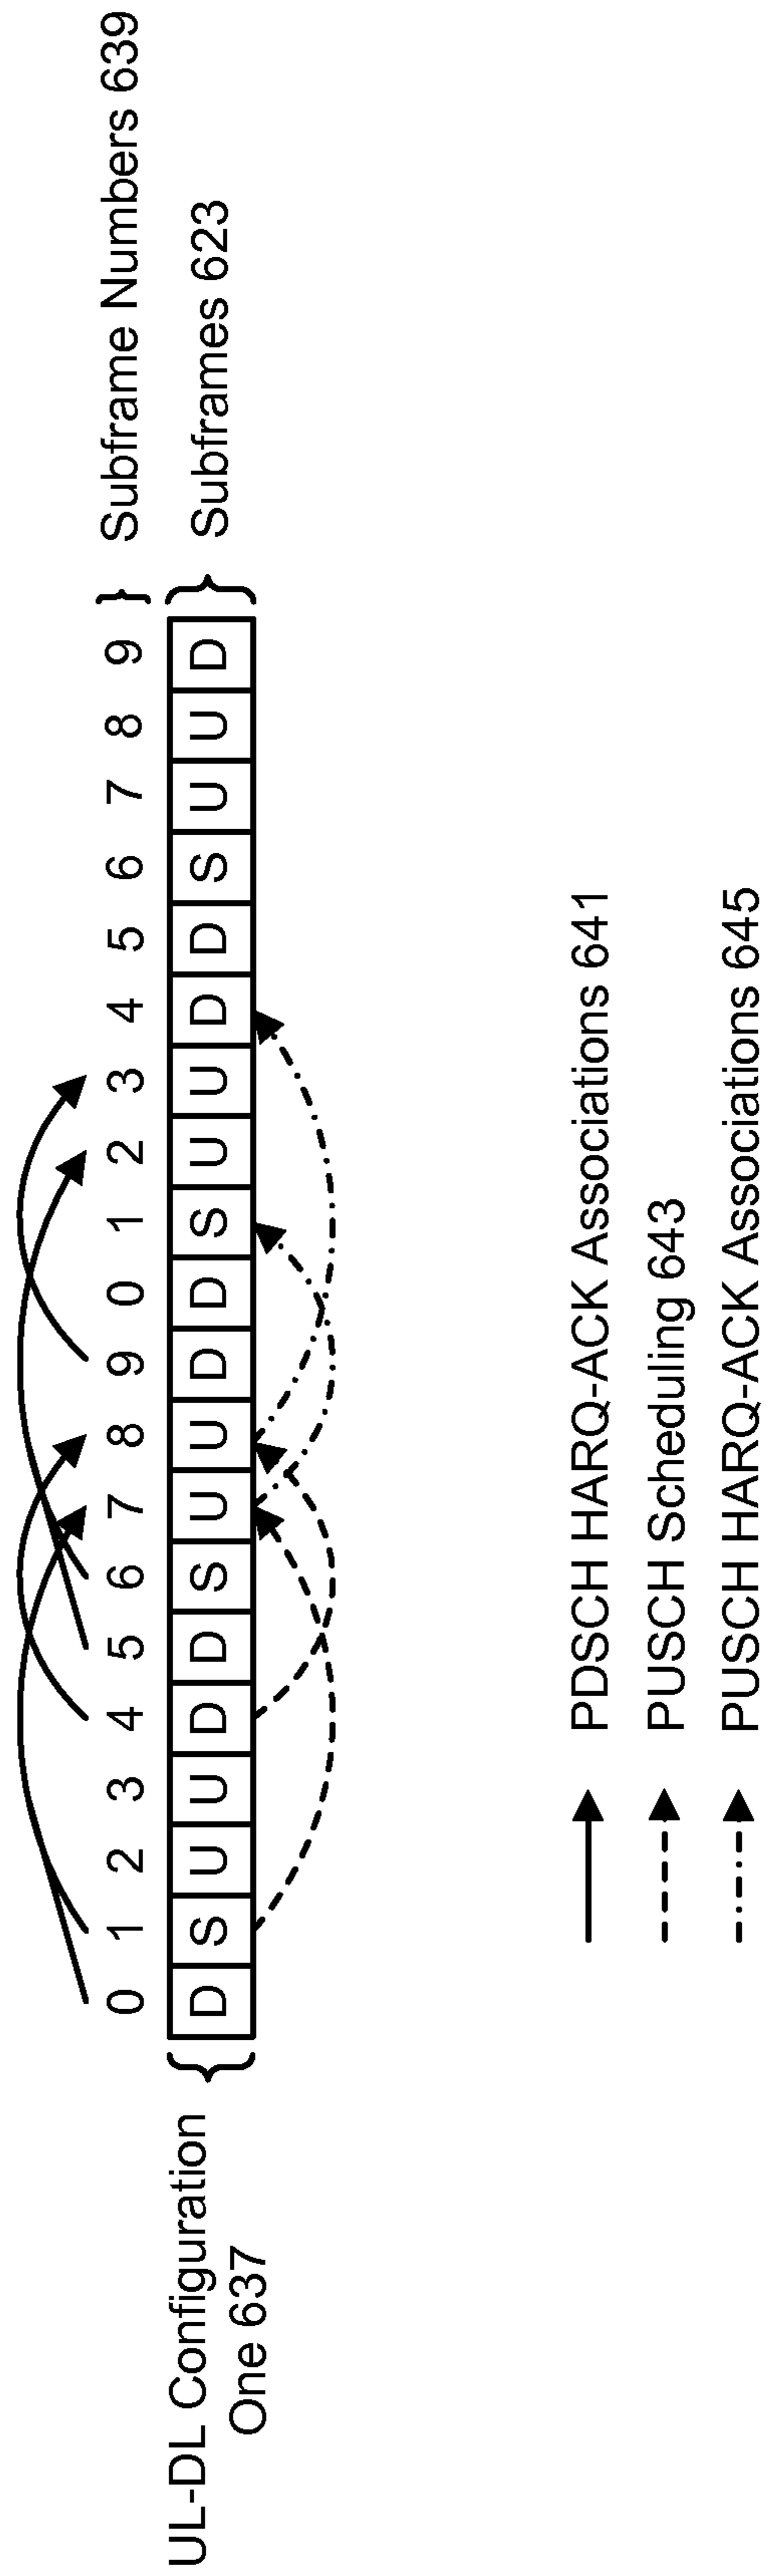 0 1 2 3 4 5 6 7 8 9 0 1 2 3 4 5 6 7 8 9 Subframe Numbers 639
UL-DL Configuration
One 637
D S U U D D S U U D D S U U D D S U U D
Subframes 623
PDSCH HARQ-ACK Associations 641
PUSCH Scheduling 643
PUSCH HARQ-ACK Associations 645